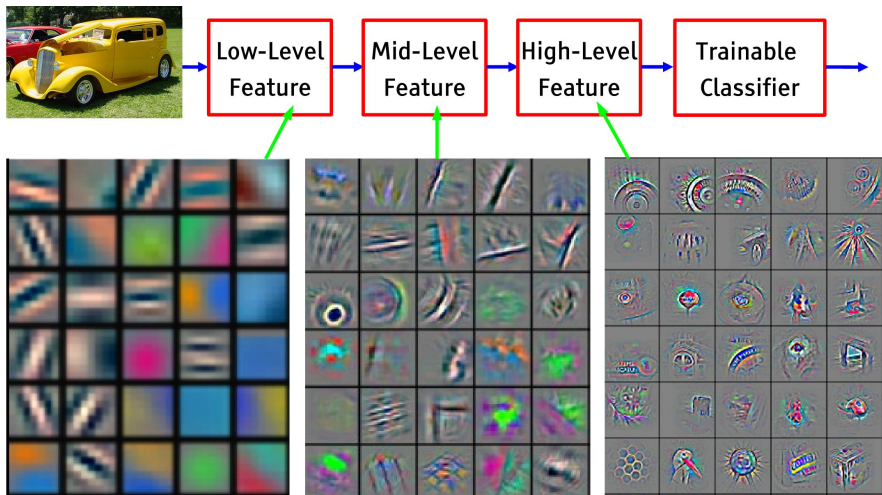 Low-Level
Feature
Mid-Level
Feature
High-Level
Feature
Trainable
Classifier